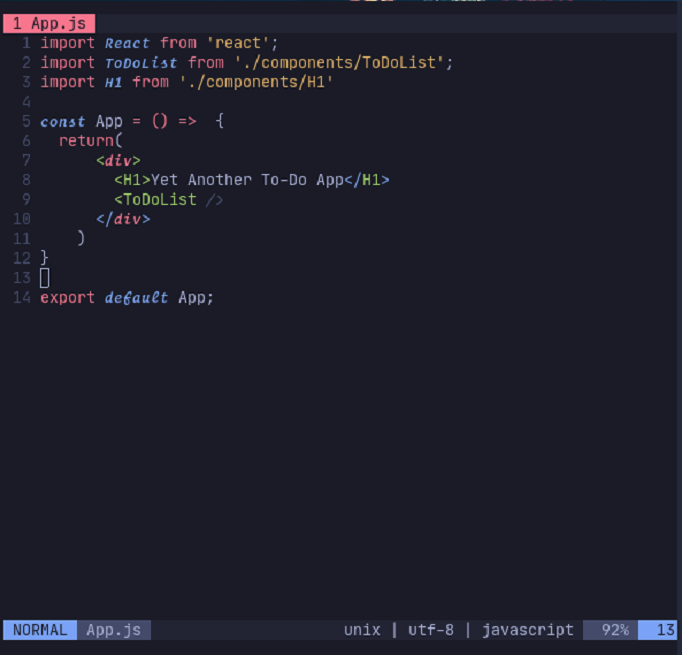 1 App.js
1 import React from 'react';
2 import ToDoList from './components/ToDoList';
3 import H1 from './components/H1'
4
5 const App = () =>  {
6   return(
7       <div>
8         <H1>Yet Another To-Do App</H1>
9         <ToDoList />
10       </div>
11     )
12 }
13
14 export default App;
NORMAL App.js unix | utf-8 | javascript 92% 13